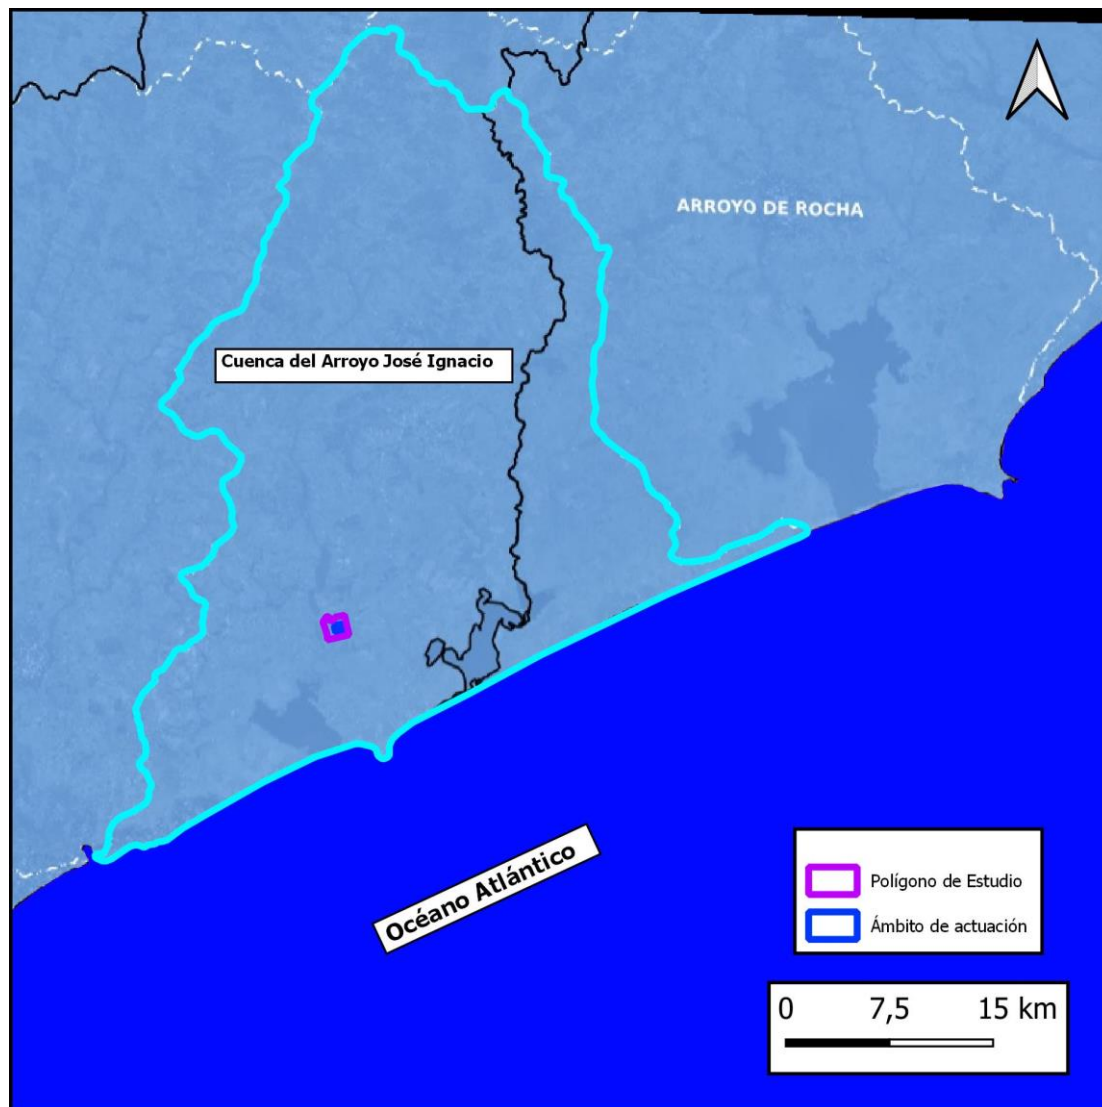 ARROYO DE ROCHA
Cuenca del Arroyo José Ignacio
Océano Atlántico
Polígono de Estudio
Ámbito de actuación
0 7,5 15 km